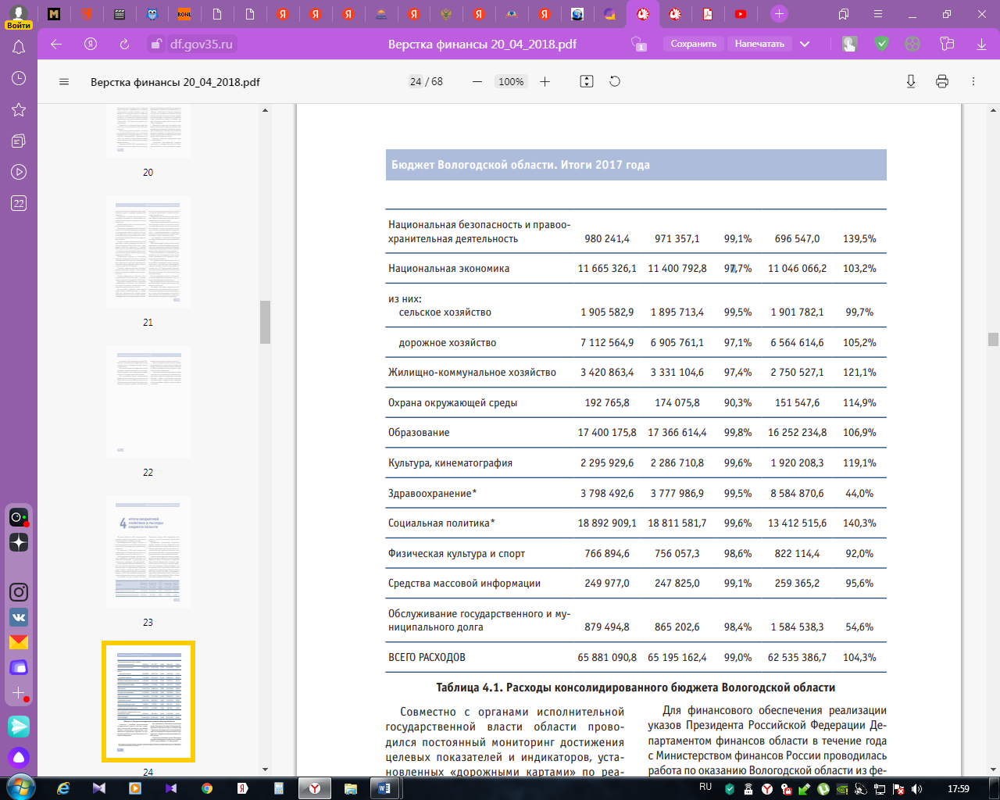 Войти
M
RONL
Я Я Я Я Я Я
df.gov35.ru
Верстка финансы 20_04_2018.pdf
1
Сохранить
Напечатать
Верстка финансы 20_04_2018.pdf
24 / 68
100%
22
20
21
22
4
23
24
Бюджет Вологодской области. Итоги 2017 года
Национальная безопасность и правоо-
хранительная деятельность 980 241,4 971 357,1 99,1% 696 547,0 139,5%
Национальная экономика 11 665 326,1 11 400 792,8 97,7% 11 046 066,2 103,2%
из них:
сельское хозяйство 1 905 582,9 1 895 713,4 99,5% 1 901 782,1 99,7%
дорожное хозяйство 7 112 564,9 6 905 761,1 97,1% 6 564 614,6 105,2%
Жилищно-коммунальное хозяйство 3 420 863,4 3 331 104,6 97,4% 2 750 527,1 121,1%
Охрана окружающей среды 192 765,8 174 075,8 90,3% 151 547,6 114,9%
Образование 17 400 175,8 17 366 614,4 99,8% 16 252 234,8 106,9%
Культура, кинематография 2 295 929,6 2 286 710,8 99,6% 1 920 208,3 119,1%
Здравоохранение* 3 798 492,6 3 777 986,9 99,5% 8 584 870,6 44,0%
Социальная политика* 18 892 909,1 18 811 581,7 99,6% 13 412 515,6 140,3%
Физическая культура и спорт 766 894,6 756 057,3 98,6% 822 114,4 92,0%
Средства массовой информации 249 977,0 247 825,0 99,1% 259 365,2 95,6%
Обслуживание государственного и му-
ниципального долга 879 494,8 865 202,6 98,4% 1 584 538,3 54,6%
ВСЕГО РАСХОДОВ 65 881 090,8 65 195 162,4 99,0% 62 535 386,7 104,3%
Таблица 4.1. Расходы консолидированного бюджета Вологодской области
Совместно с органами исполнительной
государственной власти области прово-
дился постоянный мониторинг достижения
целевых показателей и индикаторов, уста-
новленных «дорожными картами» по реа-
Для финансового обеспечения реализации
указов Президента Российской Федерации Де-
партаментом финансов области в течение года
с Министерством финансов России проводилась
работа по оказанию Вологодской области из фе-
RU
17:59